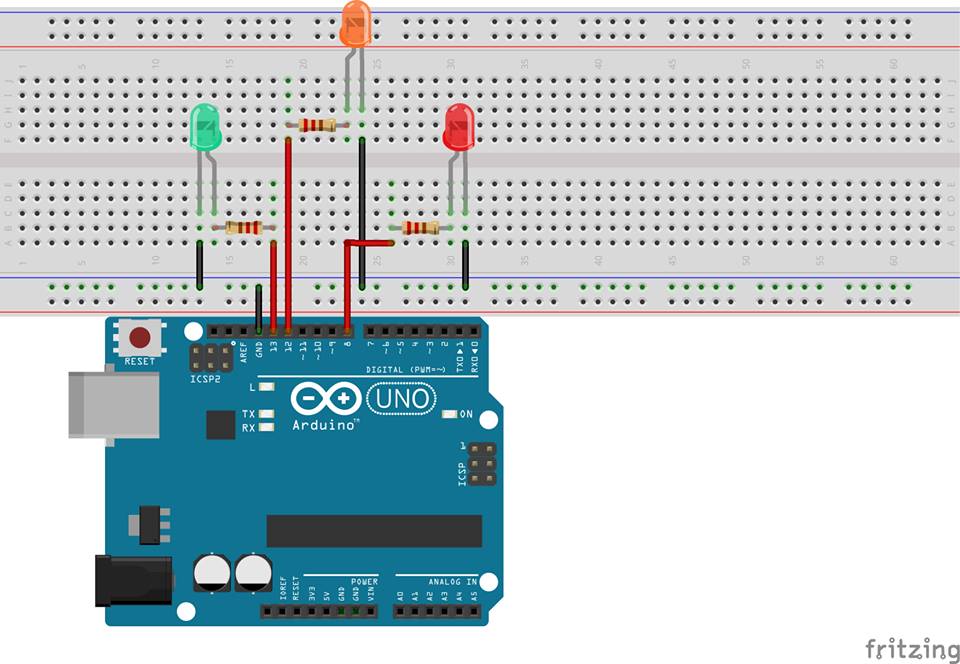 1 5 10 15 20 25 30 35 40 45 50 55 60
J
I
H
G
F
E
D
C
B
A
1 5 10 15 20 25 30 35 40 45 50 55 60
RESET
ICSP2
AREF
GND
13
12
~11
~10
~9
8
7
~6
~5
4
~3
2
TXO▶1
RX0◀0
DIGITAL (PWM=~)
L
TX
RX
UNO
ON
Arduino™
1
ICSP
POWER
ANALOG IN
IOREF
RESET
3V3
5V
GND
GND
VIN
A0
A1
A2
A3
A4
A5
fritzing